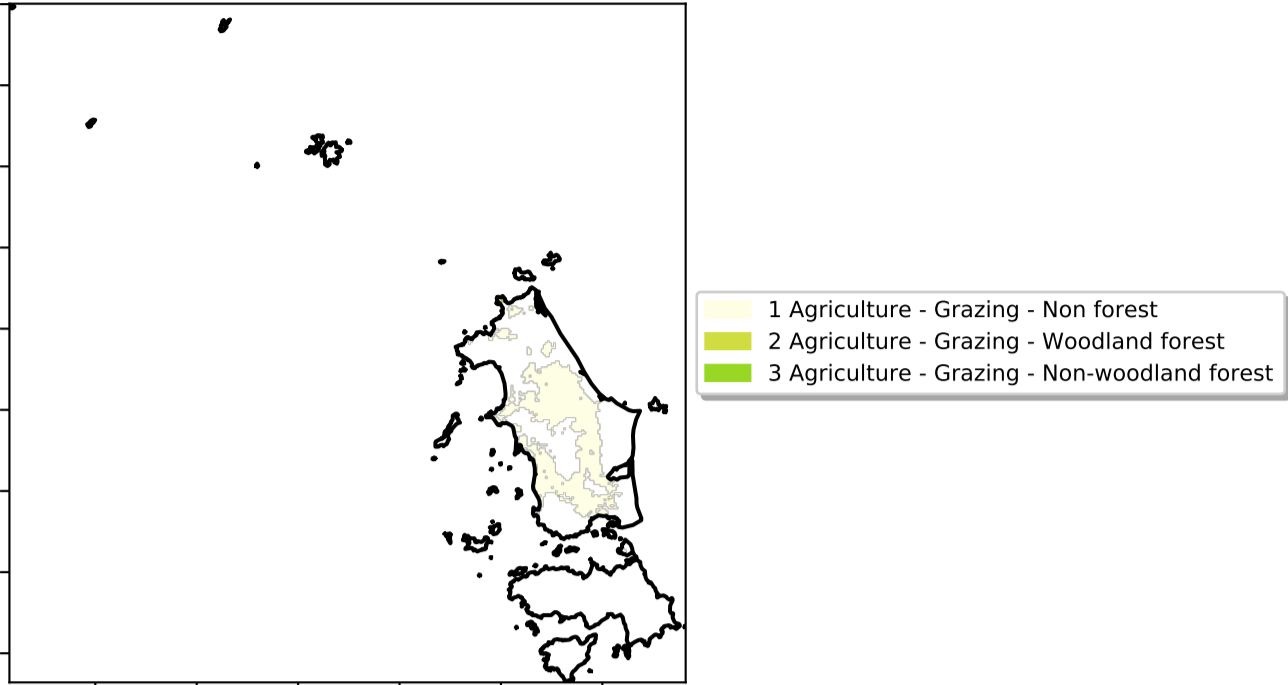 1 Agriculture - Grazing - Non forest
2 Agriculture - Grazing - Woodland forest
3 Agriculture - Grazing - Non-woodland forest